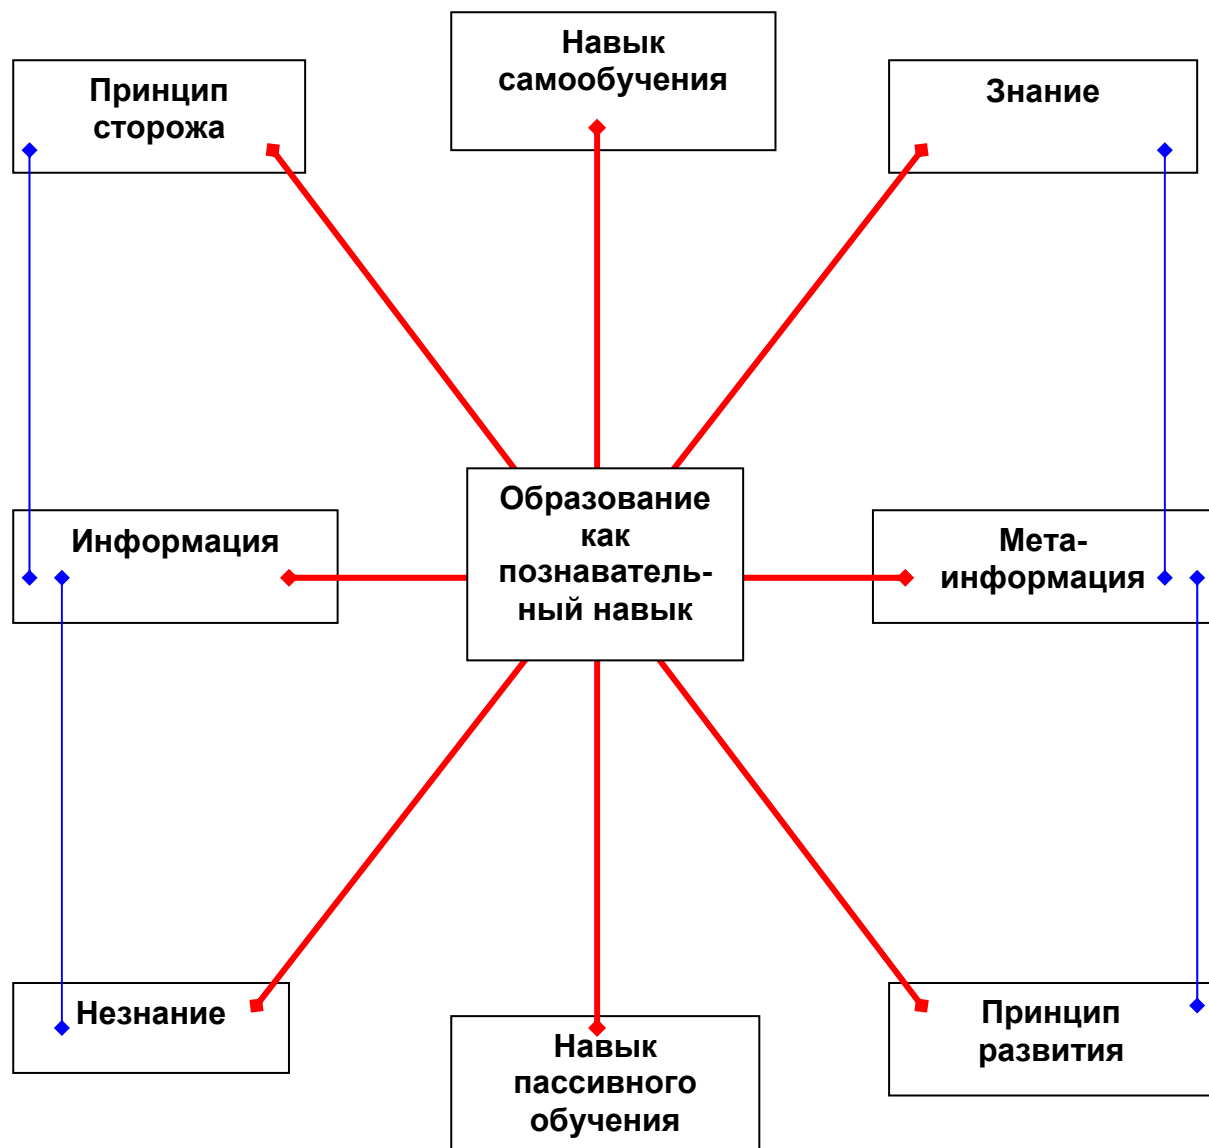 Навык
самообучения
Принцип
сторожа
Знание
Образование
как
познаватель-
ный навык
Информация
Мета-
информация
Незнание
Навык
пассивного
обучения
Принцип
развития